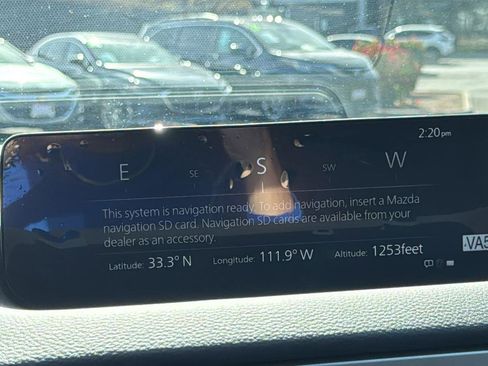 2:20pm
E SE S SW W
This system is navigation ready. To add navigation, insert a Mazda
navigation SD card. Navigation SD cards are available from your
dealer as an accessory.
Latitude: 33.3° N Longitude: 111.9° W Altitude: 1253feet